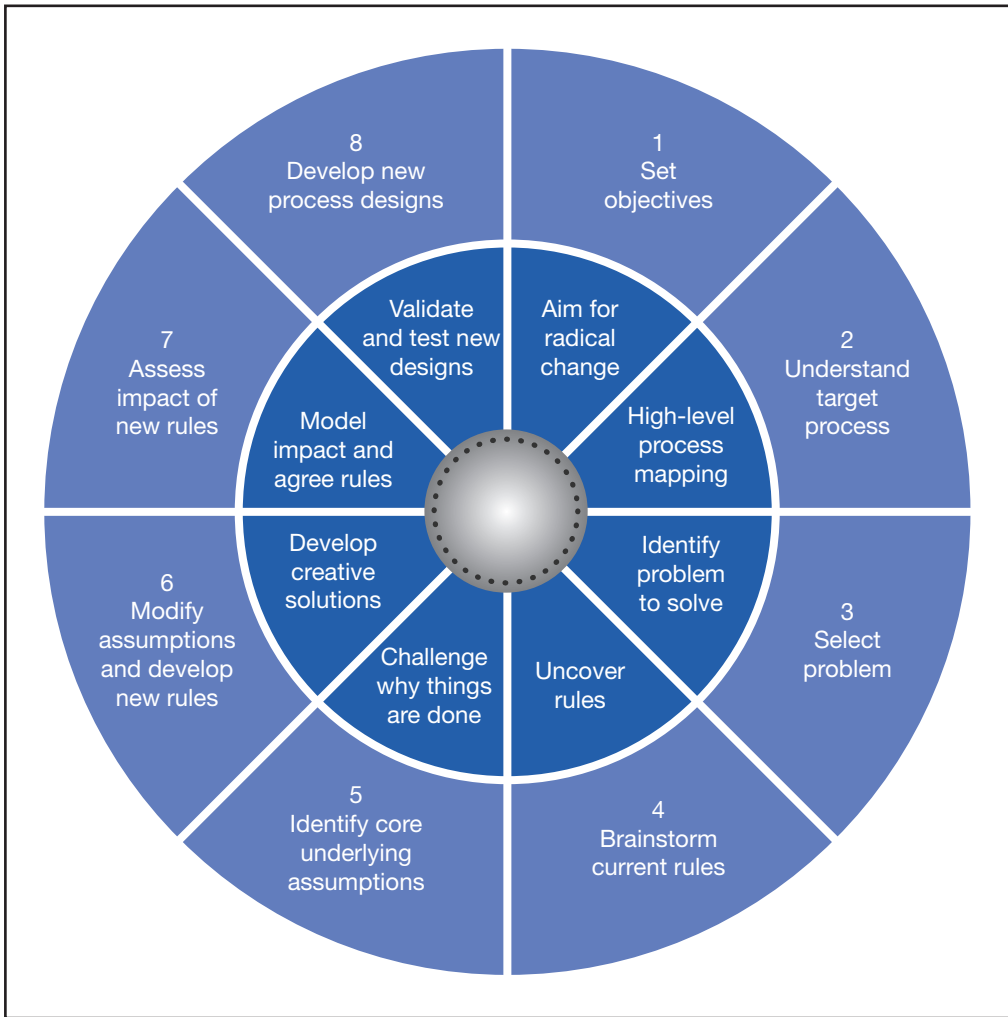 1
Set
objectives
2
Understand
target
process
3
Select
problem
4
Brainstorm
current rules
5
Identify core
underlying
assumptions
6
Modify
assumptions
and develop
new rules
7
Assess
impact of
new rules
8
Develop new
process designs
Aim for
radical
change
High-level
process
mapping
Identify
problem
to solve
Uncover
rules
Challenge
why things
are done
Develop
creative
solutions
Model
impact and
agree rules
Validate
and test new
designs